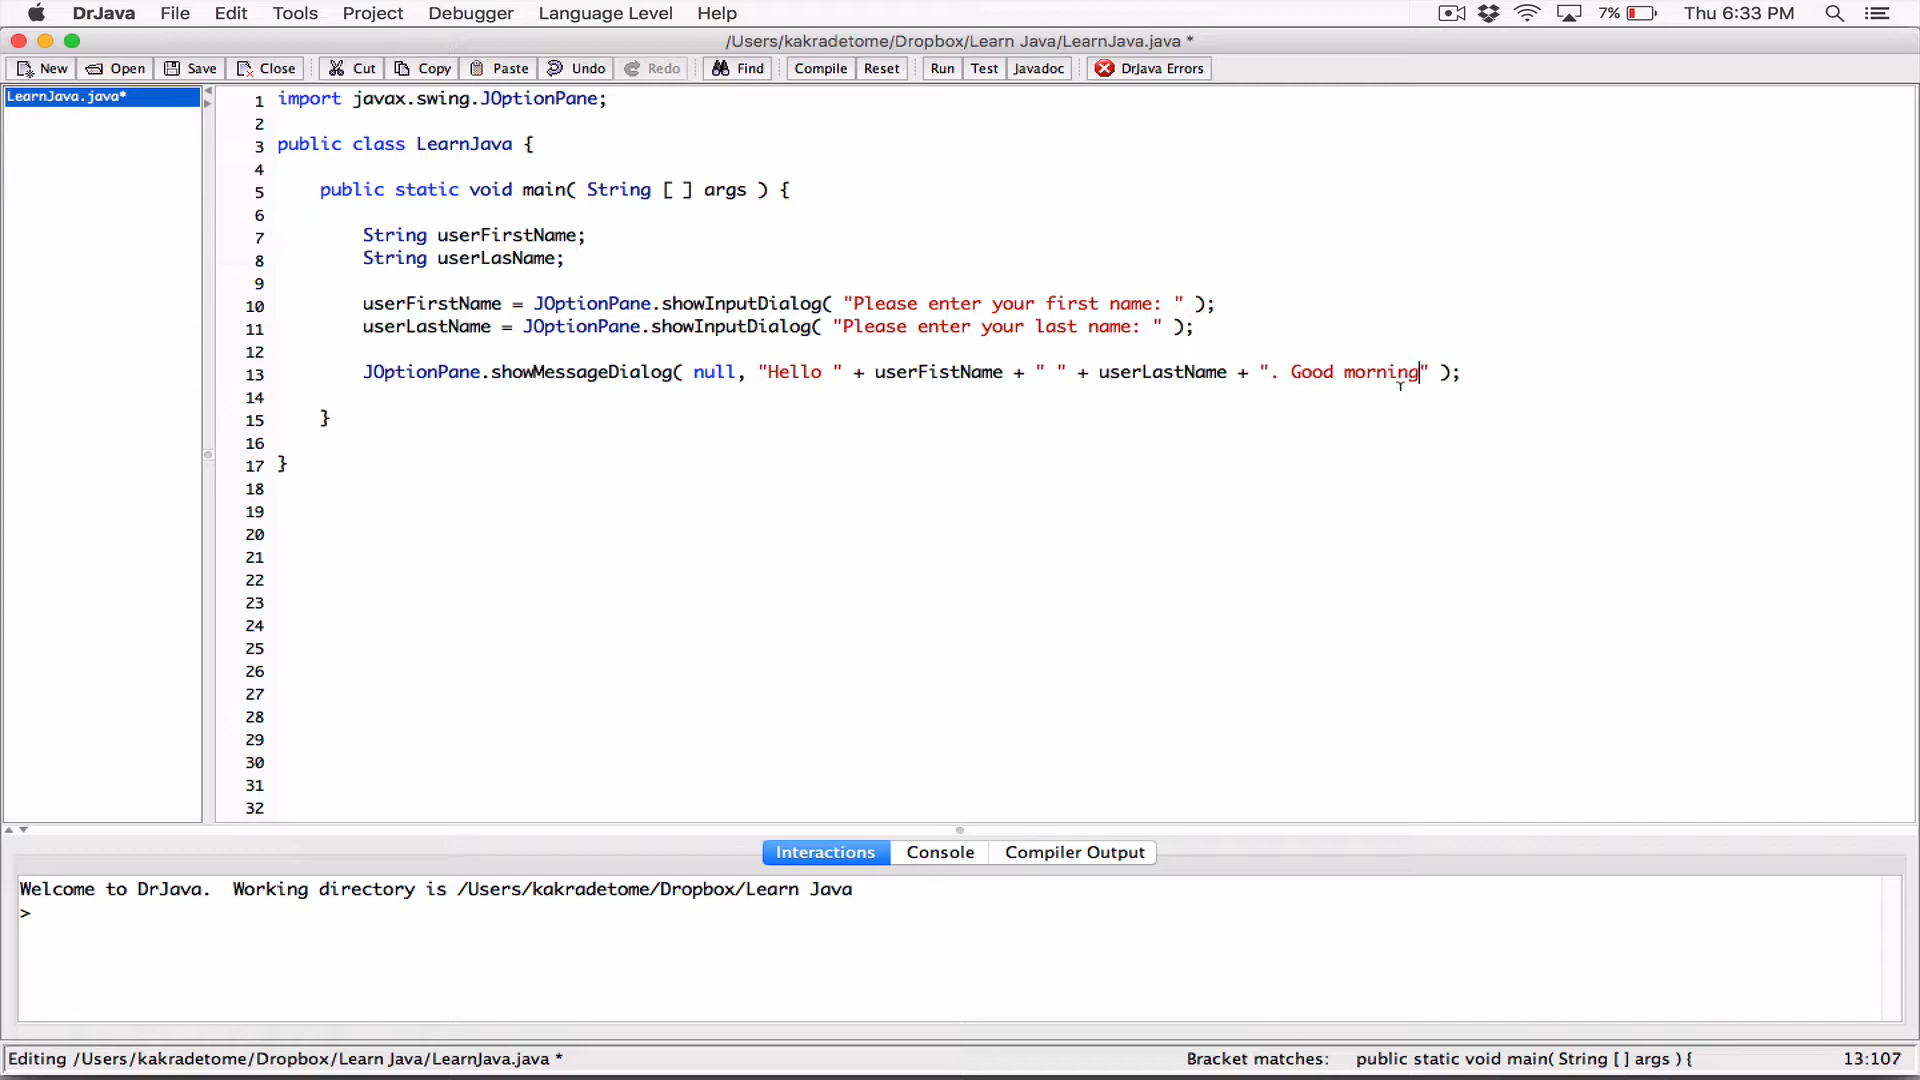 DrJava File Edit Tools Project Debugger Language Level Help 7% Thu 6:33 PM
/Users/kakradetome/Dropbox/Learn Java/LearnJava.java *
New Open Save Close Cut Copy Paste Undo Redo Find Compile Reset Run Test Javadoc DrJava Errors
LearnJava.java*
1 import javax.swing.JOptionPane;
2
3 public class LearnJava {
4
5 public static void main( String [ ] args ) {
6
7 String userFirstName;
8 String userLasName;
9
10 userFirstName = JOptionPane.showInputDialog( "Please enter your first name: " );
11 userLastName = JOptionPane.showInputDialog( "Please enter your last name: " );
12
13 JOptionPane.showMessageDialog( null, "Hello " + userFistName + " " + userLastName + ". Good morning" );
14
15 }
16
17 }
18
19
20
21
22
23
24
25
26
27
28
29
30
31
32
Interactions Console Compiler Output
Welcome to DrJava. Working directory is /Users/kakradetome/Dropbox/Learn Java
>
Editing /Users/kakradetome/Dropbox/Learn Java/LearnJava.java * Bracket matches: public static void main( String [ ] args ) { 13:107